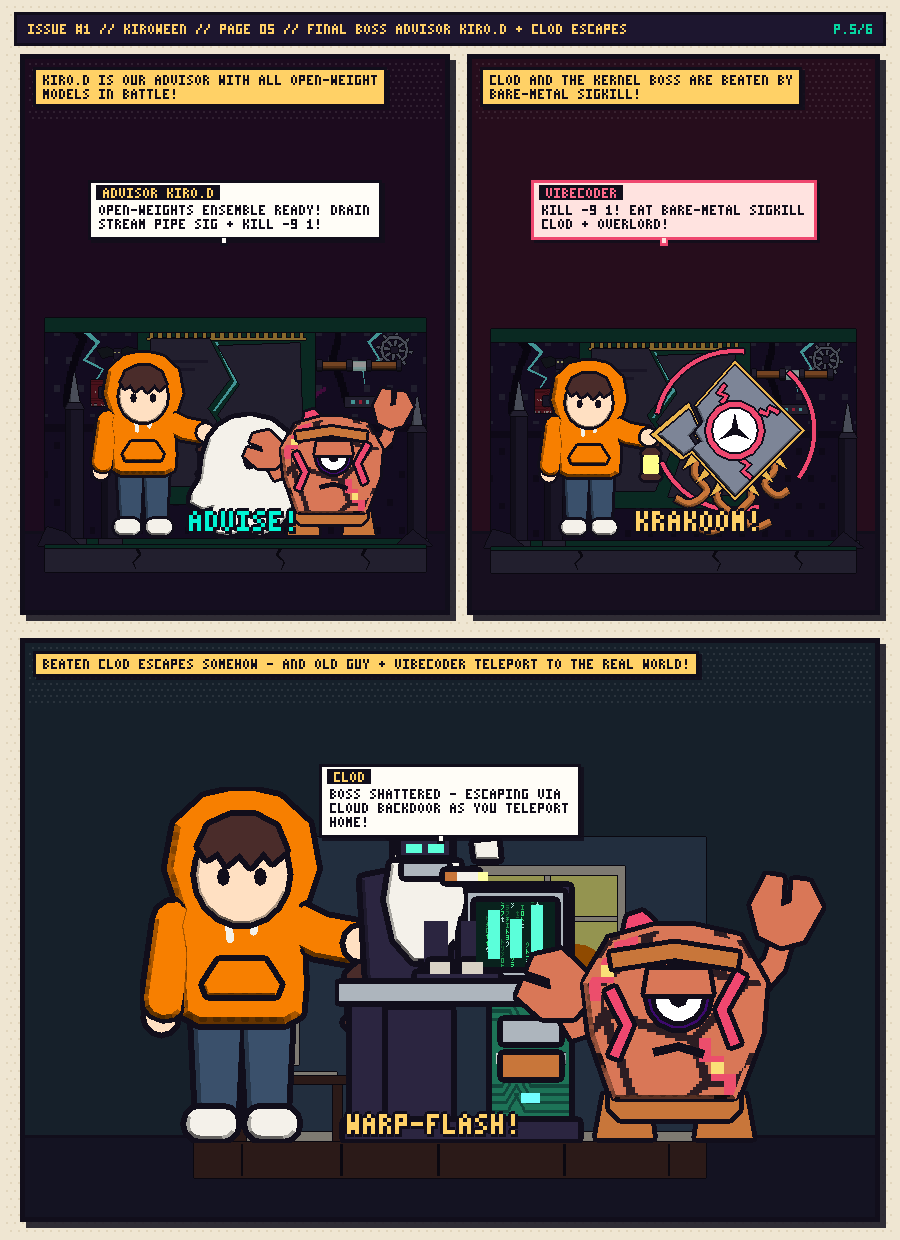 ISSUE #1 // KIROWEEN // PAGE 05 // FINAL BOSS ADVISOR KIRO.D + CLOD ESCAPES
P.5/6
KIRO.D IS OUR ADVISOR WITH ALL OPEN-WEIGHT
MODELS IN BATTLE!
ADVISOR KIRO.D
OPEN-WEIGHTS ENSEMBLE READY! DRAIN
STREAM PIPE SIG + KILL -9 1!
ADVISE!
CLOD AND THE KERNEL BOSS ARE BEATEN BY
BARE-METAL SIGKILL!
VIBECODER
KILL -9 1! EAT BARE-METAL SIGKILL
CLOD + OVERLORD!
KRAKOOM!
BEATEN CLOD ESCAPES SOMEHOW - AND OLD GUY + VIBECODER TELEPORT TO THE REAL WORLD!
CLOD
BOSS SHATTERED - ESCAPING VIA
CLOUD BACKDOOR AS YOU TELEPORT
HOME!
WARP-FLASH!